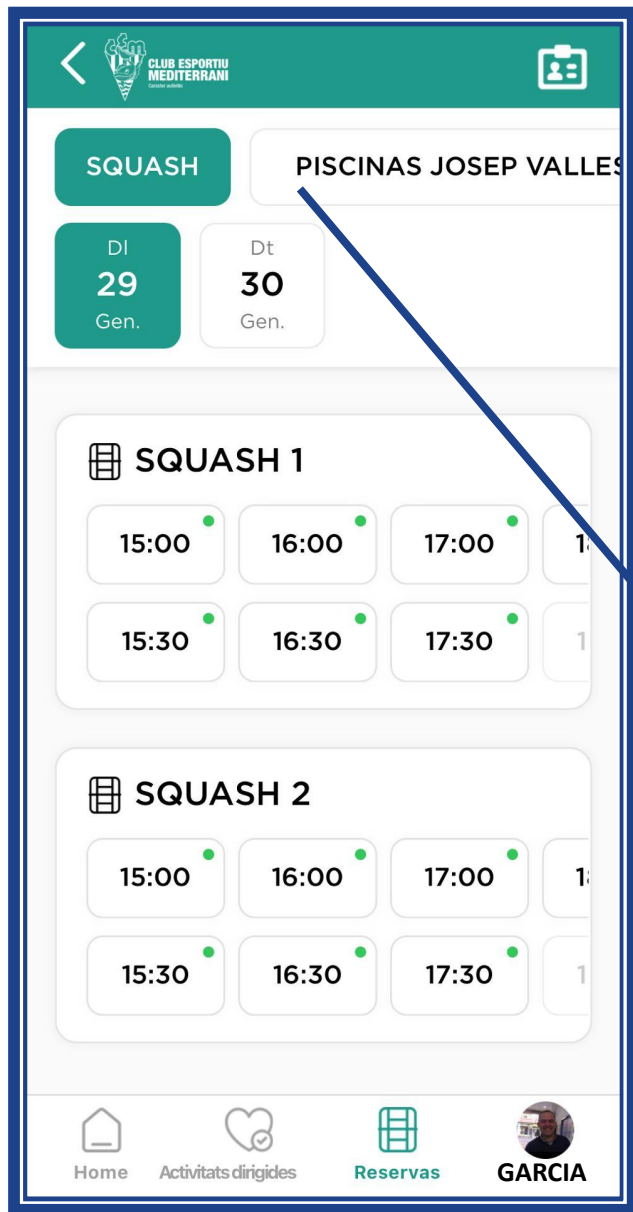 CLUB ESPORTIU
MEDITERRANI
SQUASH PISCINAS JOSEP VALLES
Dl Dt
29 30
Gen. Gen.
SQUASH 1
15:00 16:00 17:00
15:30 16:30 17:30
SQUASH 2
15:00 16:00 17:00
15:30 16:30 17:30
Home Activitats dirigides Reservas GARCIA